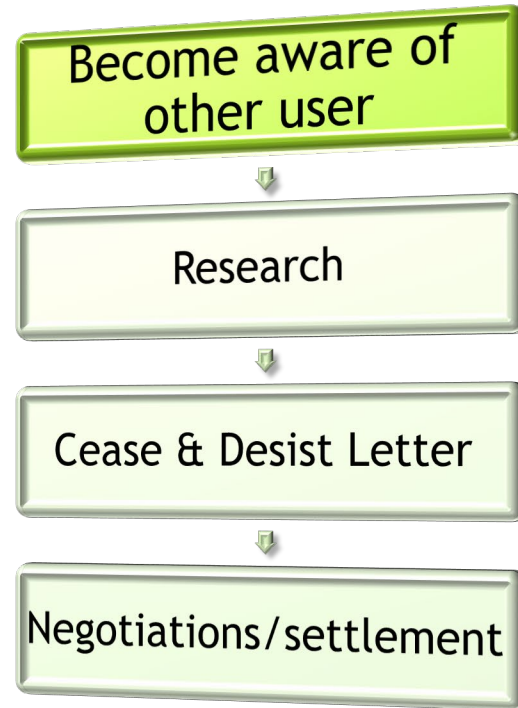 Become aware of
other user
Research
Cease & Desist Letter
Negotiations/settlement